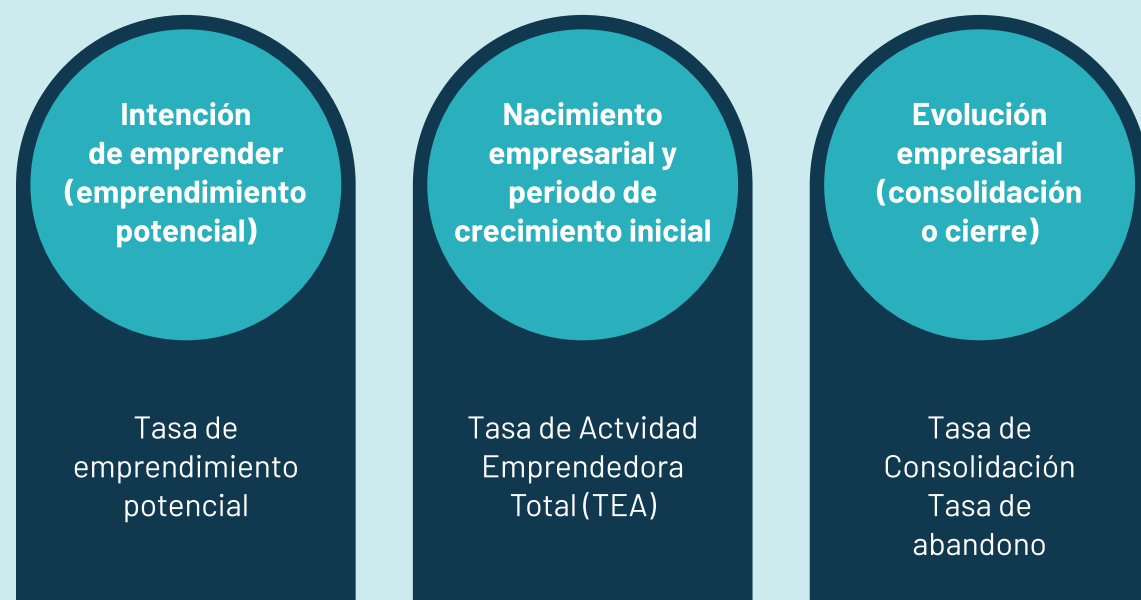 Intención
de emprender
(emprendimiento
potencial)
Tasa de
emprendimiento
potencial
Nacimiento
empresarial y
periodo de
crecimiento inicial
Tasa de Actvidad
Emprendedora
Total (TEA)
Evolución
empresarial
(consolidación
o cierre)
Tasa de
Consolidación
Tasa de
abandono